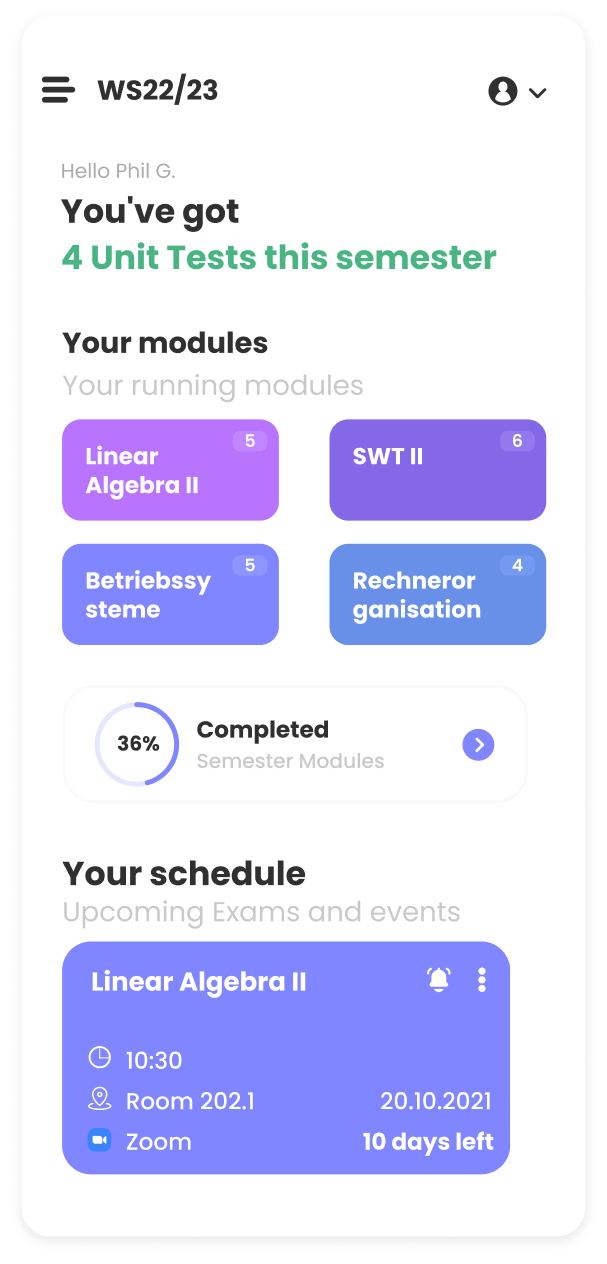 WS22/23
Hello Phil G.
You've got
4 Unit Tests this semester
Your modules
Your running modules
5
Linear
Algebra II
6
SWT II
5
Betriebssy
steme
4
Rechneror
ganisation
36%
Completed
Semester Modules
Your schedule
Upcoming Exams and events
Linear Algebra II
10:30
Room 202.1
20.10.2021
Zoom
10 days left